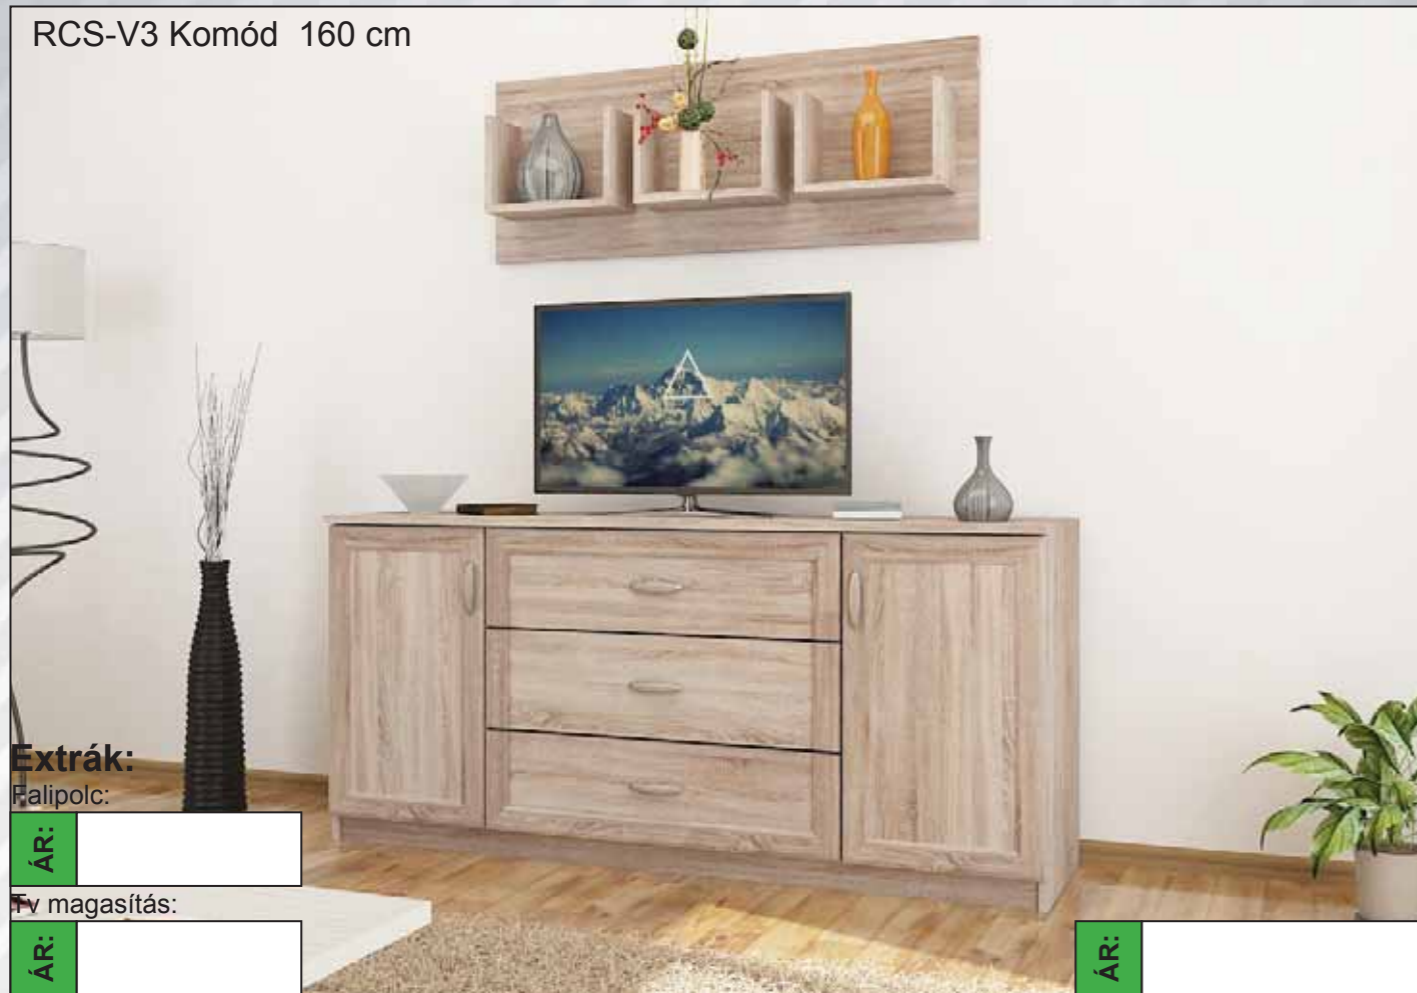 RCS-V3 Komód 160 cm
Extrák:
Falipolc:
ÁR:
Tv magasítás:
ÁR:
ÁR: